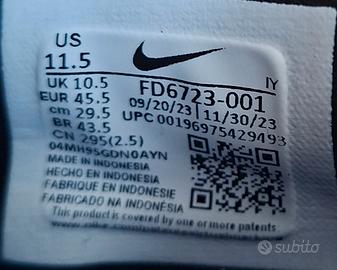 US
11.5
IY
UK 10.5
FD6723-001
EUR 45.5
09/20/23 | 11/30/23
cm 29.5
UPC 00196975429493
BR 43.5
CN 295(2.5)
04MH95GDN0AYN
MADE IN INDONESIA
HECHO EN INDONESIA
FABRIQUE EN INDONESIE
FABRICADO NA INDONESIA
This product is covered by one or more patents
subito